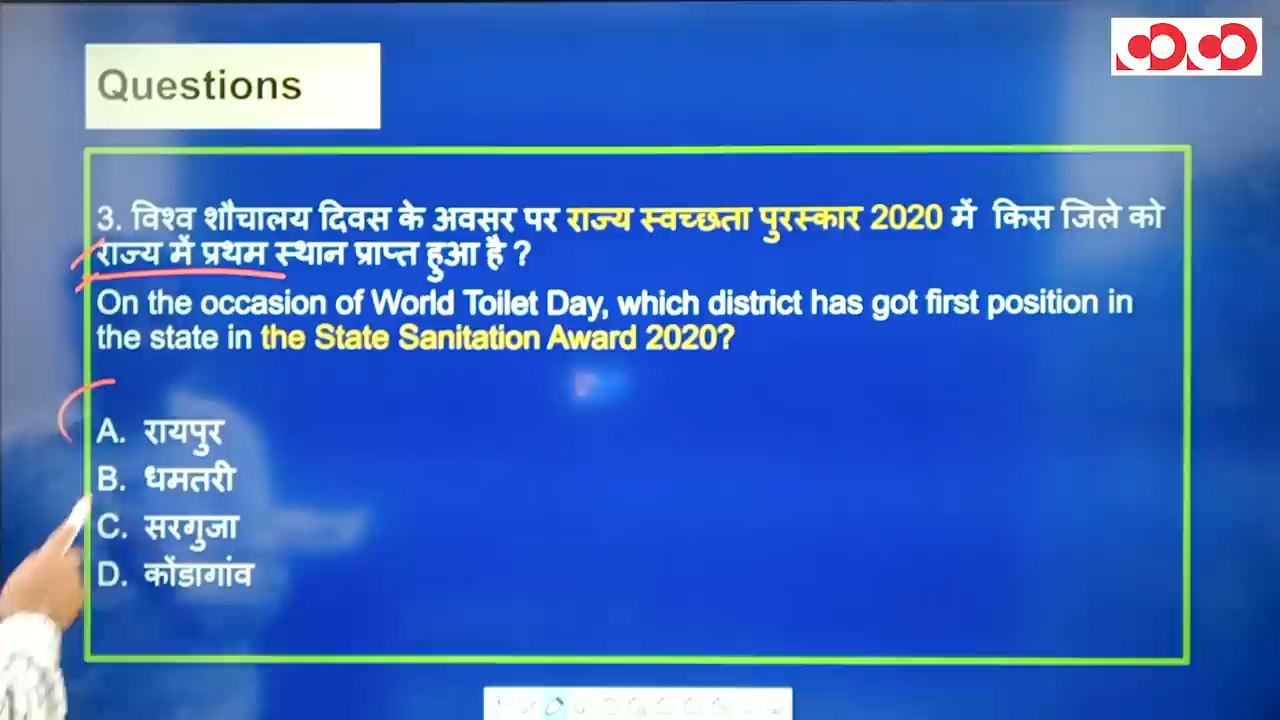 Questions
3. विश्व शौचालय दिवस के अवसर पर राज्य स्वच्छता पुरस्कार 2020 में किस जिले को
राज्य में प्रथम स्थान प्राप्त हुआ है ?
On the occasion of World Toilet Day, which district has got first position in
the state in the State Sanitation Award 2020?
A. रायपुर
B. धमतरी
C. सरगुजा
D. कोंडागांव